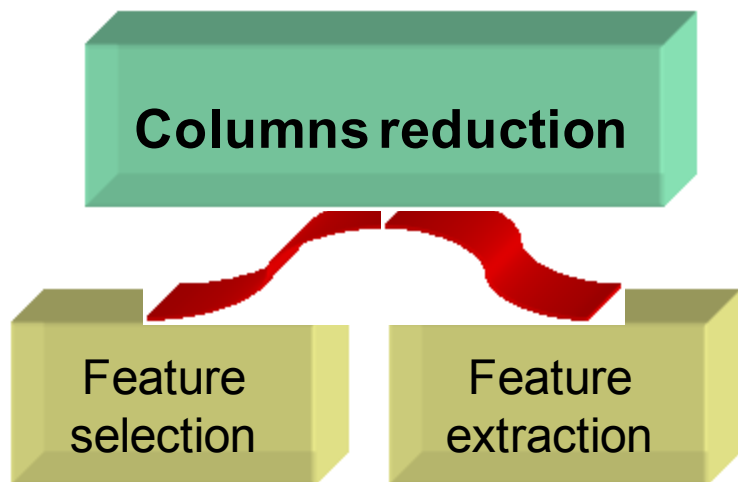 Columns reduction
Feature
selection
Feature
extraction